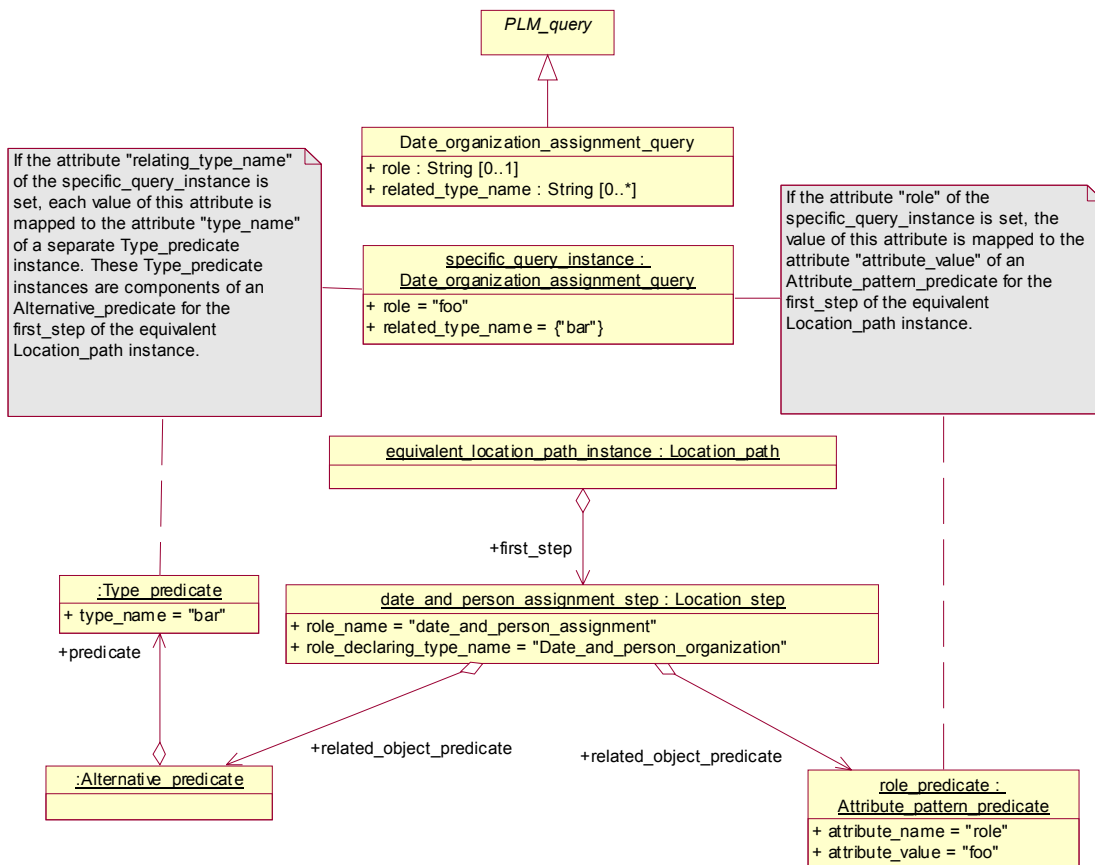 PLM_query
Date_organization_assignment_query
+ role : String [0..1]
+ related_type_name : String [0..*]
If the attribute "relating_type_name"
of the specific_query_instance is
set, each value of this attribute is
mapped to the attribute "type_name"
of a separate Type_predicate
instance. These Type_predicate
instances are components of an
Alternative_predicate for the
first_step of the equivalent
Location_path instance.
specific_query_instance :
Date_organization_assignment_query
+ role = "foo"
+ related_type_name = {"bar"}
If the attribute "role" of the
specific_query_instance is set, the
value of this attribute is mapped to the
attribute "attribute_value" of an
Attribute_pattern_predicate for the
first_step of the equivalent
Location_path instance.
equivalent_location_path_instance : Location_path
+first_step
:Type_predicate
+ type_name = "bar"
+predicate
date_and_person_assignment_step : Location_step
+ role_name = "date_and_person_assignment"
+ role_declaring_type_name = "Date_and_person_organization"
+related_object_predicate
+related_object_predicate
:Alternative_predicate
role_predicate :
Attribute_pattern_predicate
+ attribute_name = "role"
+ attribute_value = "foo"